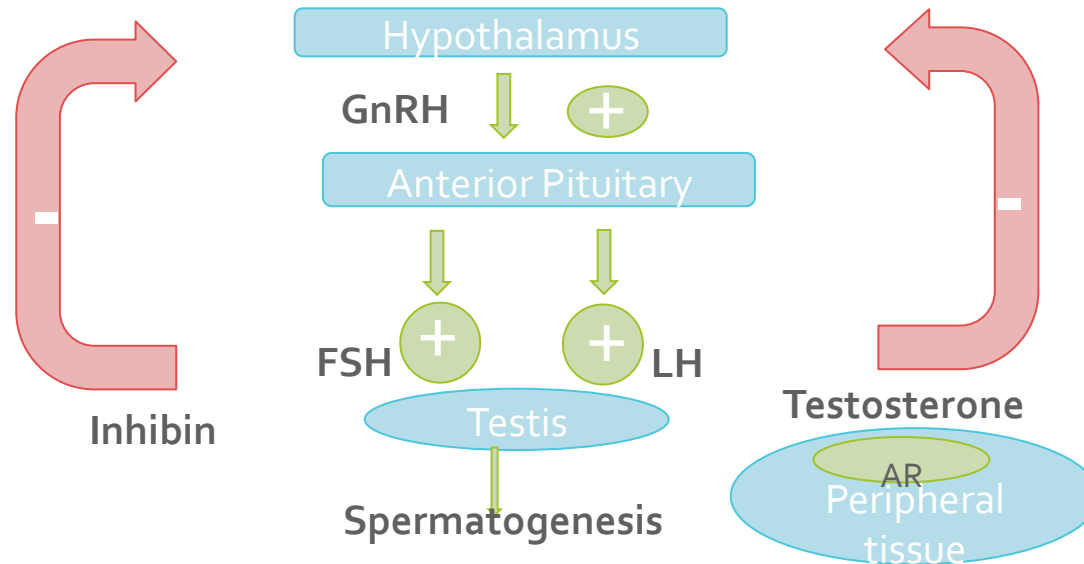 Hypothalamus
GnRH
+
Anterior Pituitary
-
-
+
+
FSH
LH
Testis
Testosterone
Inhibin
AR
Peripheral
tissue
Spermatogenesis